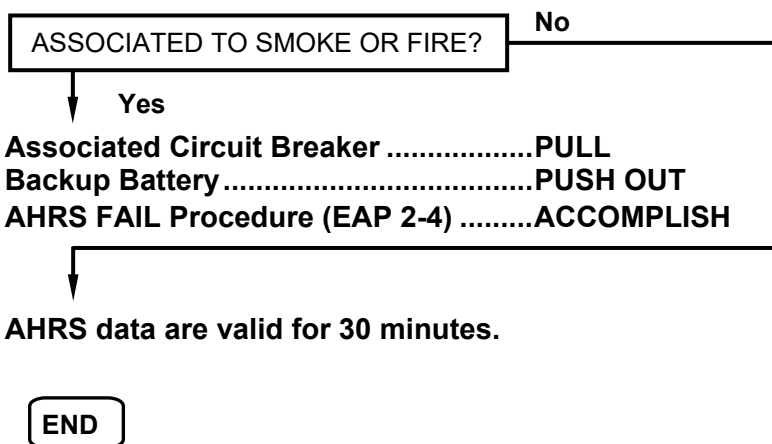 No
ASSOCIATED TO SMOKE OR FIRE?
Yes
Associated Circuit Breaker ..................PULL
Backup Battery......................................PUSH OUT
AHRS FAIL Procedure (EAP 2-4) .........ACCOMPLISH
AHRS data are valid for 30 minutes.
END